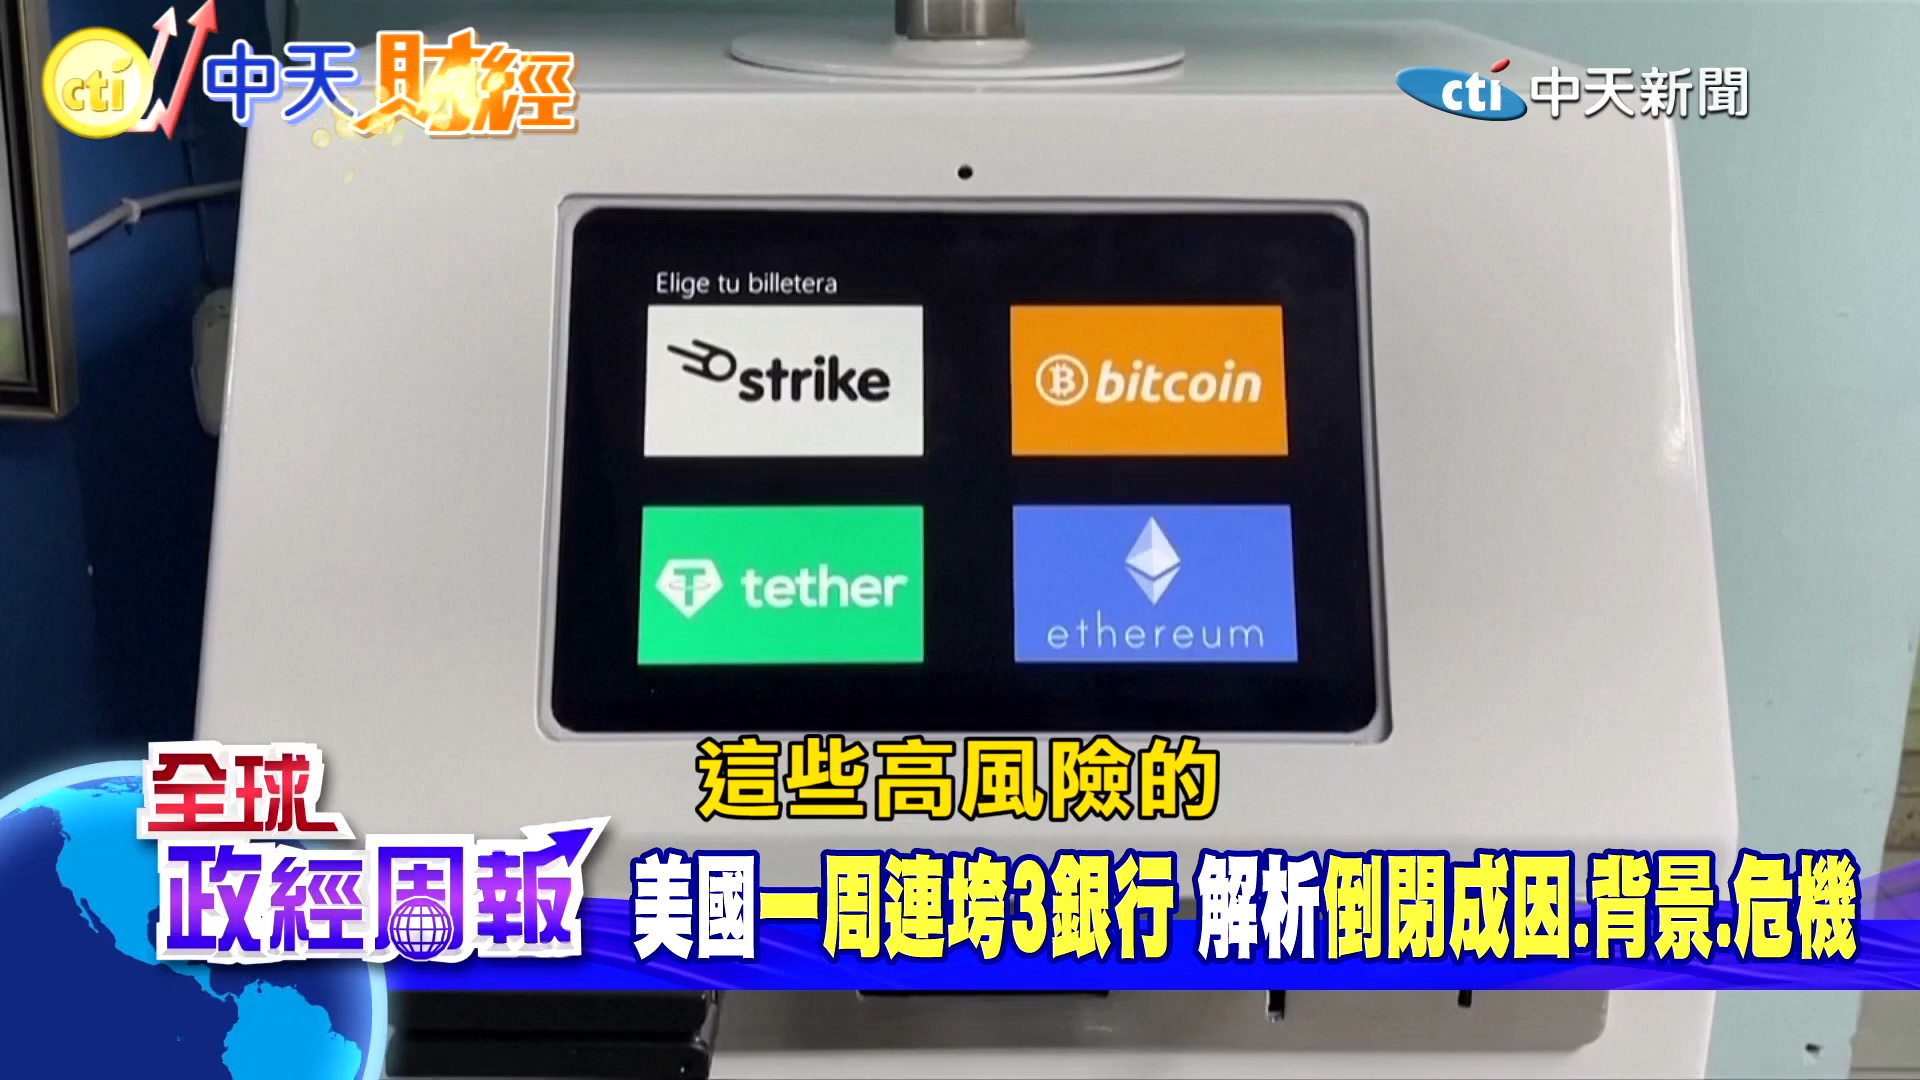 cti 中天財經
cti 中天新聞
Elige tu billetera
strike
bitcoin
tether
ethereum
這些高風險的
全球
政經周報
美國一周連垮3銀行 解析倒閉成因.背景.危機